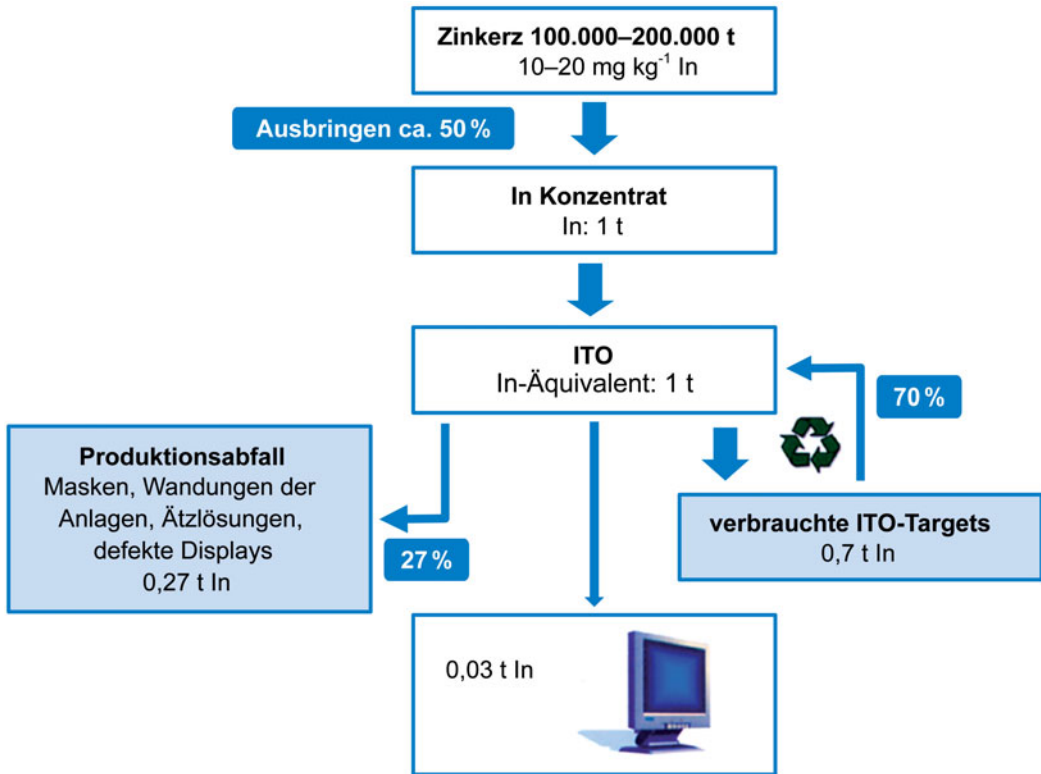 Zinkerz 100.000–200.000 t
10–20 mg kg⁻¹ In
Ausbringen ca. 50 %
In Konzentrat
In: 1 t
ITO
In-Äquivalent: 1 t
70 %
Produktionsabfall
Masken, Wandungen der
Anlagen, Ätzlösungen,
defekte Displays
0,27 t In
27 %
verbrauchte ITO-Targets
0,7 t In
0,03 t In